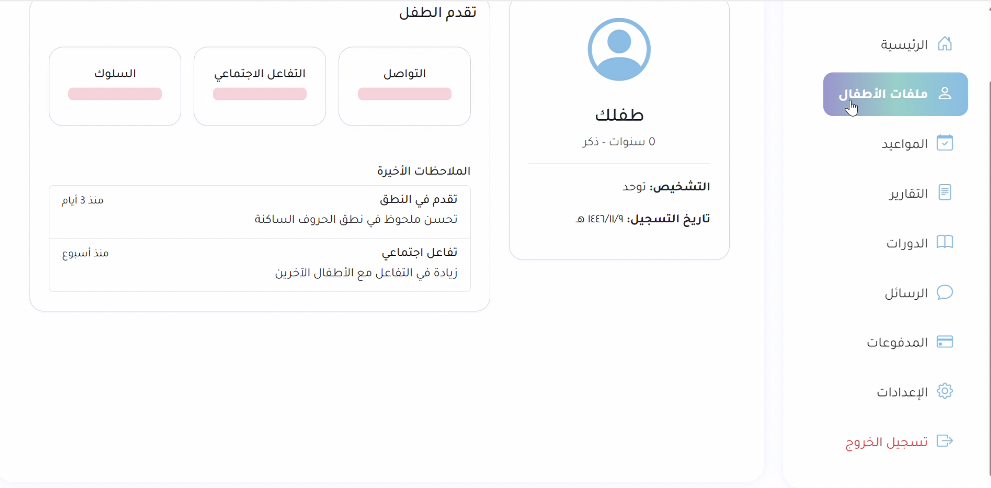 الرئيسية
ملفات الأطفال
المواعيد
التقارير
الدورات
الرسائل
المدفوعات
الإعدادات
تسجيل الخروج
طفلك
0 سنوات - ذكر
التشخيص: توحد
تاريخ التسجيل: ١٤٤٦/١١/٩ هـ
تقدم الطفل
التواصل
التفاعل الاجتماعي
السلوك
الملاحظات الأخيرة
تقدم في النطق منذ 3 أيام
تحسن ملحوظ في نطق الحروف الساكنة
تفاعل اجتماعي منذ أسبوع
زيادة في التفاعل مع الأطفال الآخرين